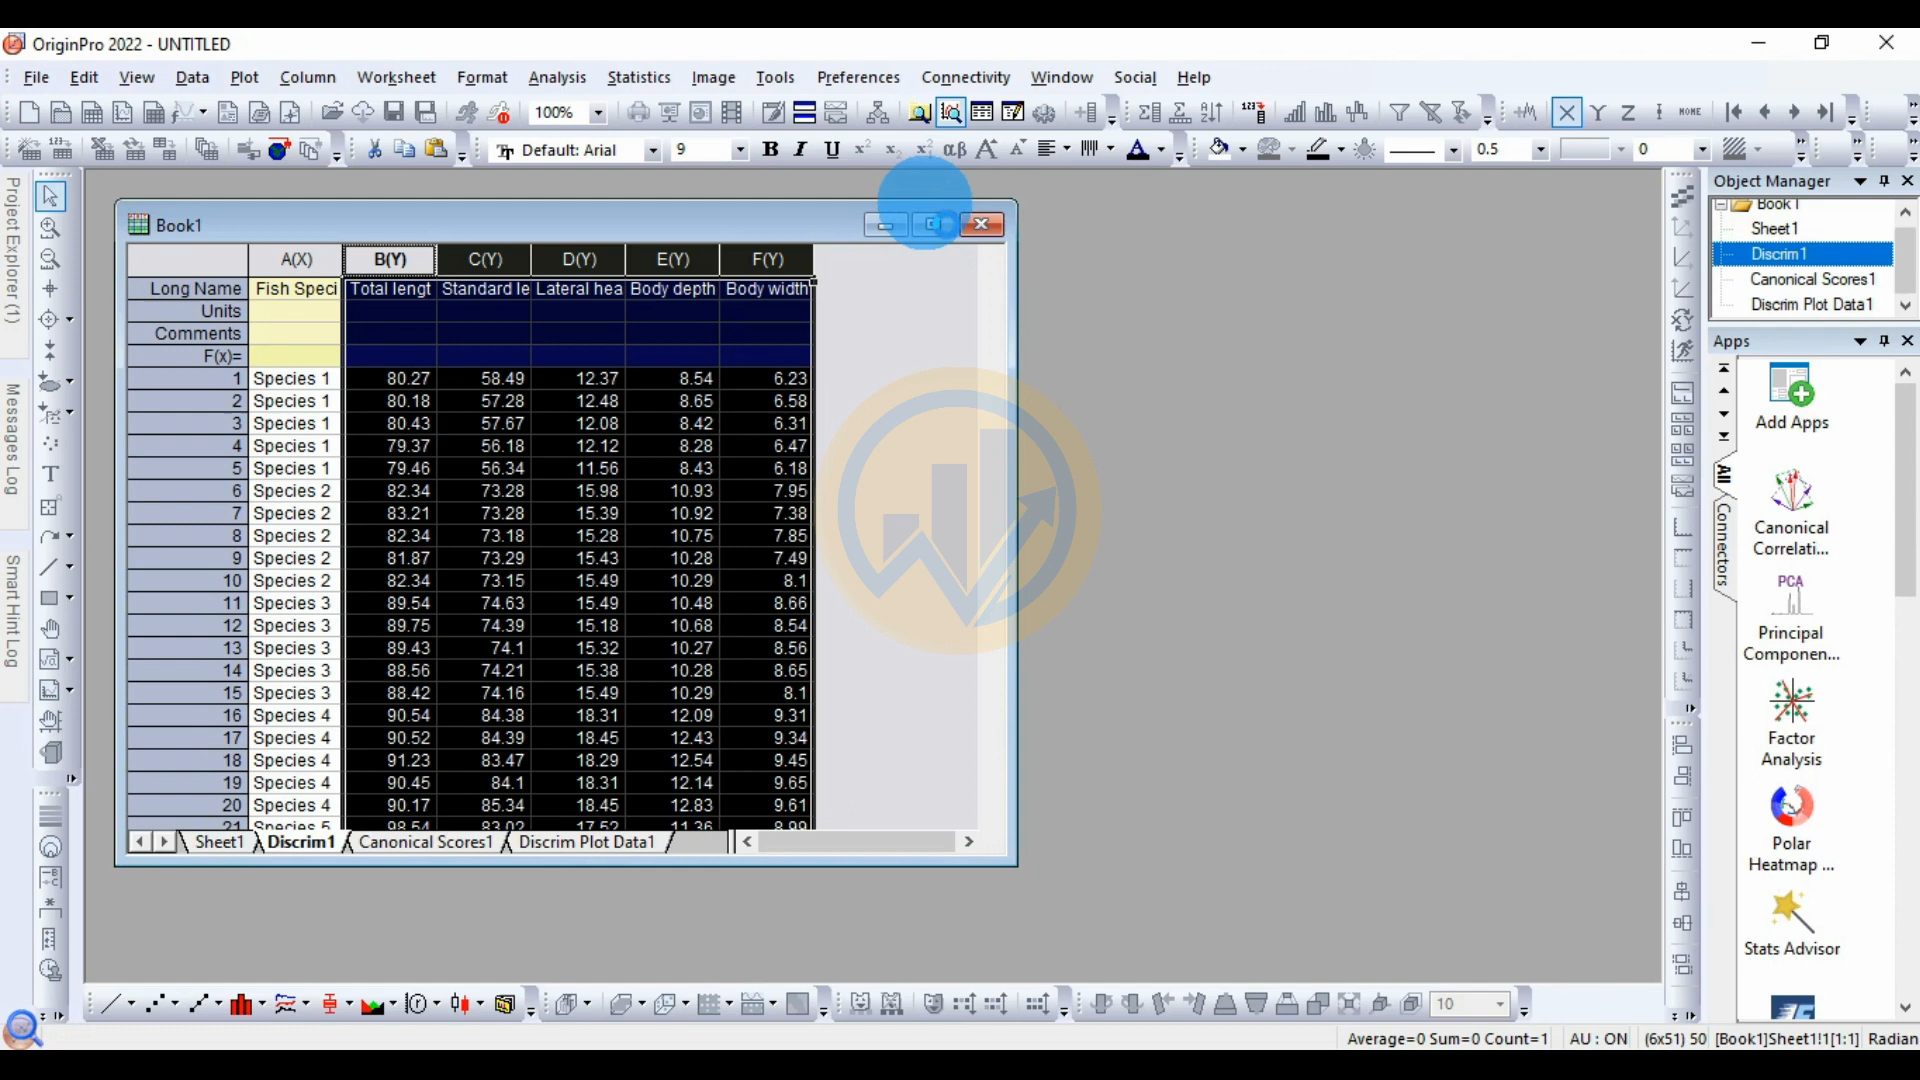 OriginPro 2022 - UNTITLED
File Edit View Data Plot Column Worksheet Format Analysis Statistics Image Tools Preferences Connectivity Window Social Help
100%
X Y Z HOME
Default: Arial 9 B I U αβ A A 0.5 0
Project Explorer (1)
Messages Log
Smart Hint Log
Book1
A(X) B(Y) C(Y) D(Y) E(Y) F(Y)
Long Name Fish Speci Total lengt Standard le Lateral hea Body depth Body width
Units
Comments
F(x)=
1 Species 1 80.27 58.49 12.37 8.54 6.23
2 Species 1 80.18 57.28 12.48 8.65 6.58
3 Species 1 80.43 57.67 12.08 8.42 6.31
4 Species 1 79.37 56.18 12.12 8.28 6.47
5 Species 1 79.46 56.34 11.56 8.43 6.18
6 Species 2 82.34 73.28 15.98 10.93 7.95
7 Species 2 83.21 73.28 15.39 10.92 7.38
8 Species 2 82.34 73.18 15.28 10.75 7.85
9 Species 2 81.87 73.29 15.43 10.28 7.49
10 Species 2 82.34 73.15 15.49 10.29 8.1
11 Species 3 89.54 74.63 15.49 10.48 8.66
12 Species 3 89.75 74.39 15.18 10.68 8.54
13 Species 3 89.43 74.1 15.32 10.27 8.56
14 Species 3 88.56 74.21 15.38 10.28 8.65
15 Species 3 88.42 74.16 15.49 10.29 8.1
16 Species 4 90.54 84.38 18.31 12.09 9.31
17 Species 4 90.52 84.39 18.45 12.43 9.34
18 Species 4 91.23 83.47 18.29 12.54 9.45
19 Species 4 90.45 84.1 18.31 12.14 9.65
20 Species 4 90.17 85.34 18.45 12.83 9.61
21 Species 5 98.54 83.02 17.52 11.36 8.99
Sheet1 Discrim1 Canonical Scores1 Discrim Plot Data1
Object Manager
Book1
Sheet1
Discrim1
Canonical Scores1
Discrim Plot Data1
Apps
All
Connectors
Add Apps
Canonical
Correlati...
PCA
Principal
Componen...
Factor
Analysis
Polar
Heatmap ...
Stats Advisor
10
Average=0 Sum=0 Count=1 AU : ON (6x51) 50 [Book1]Sheet1!1[1:1] Radian